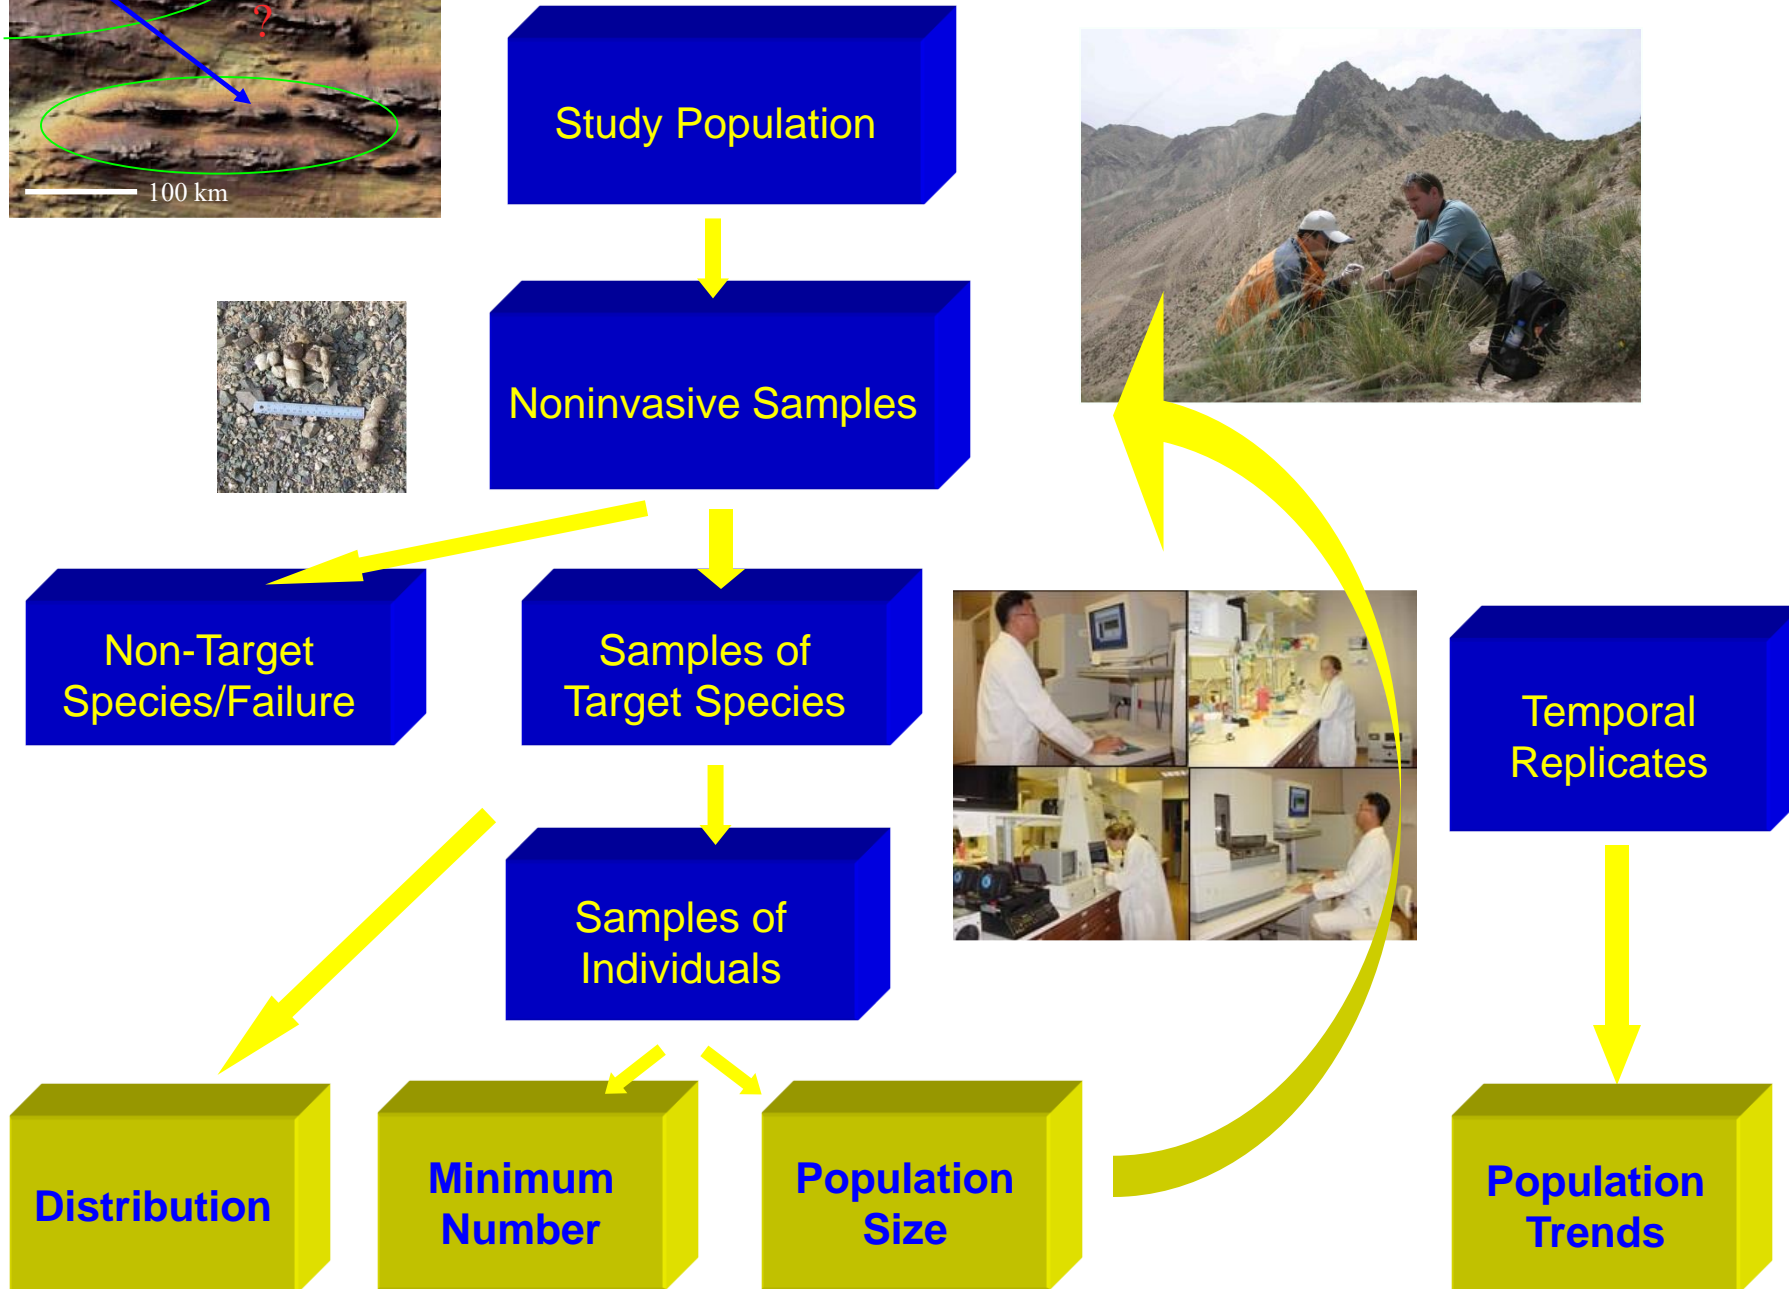 ?
100 km
Study Population
Noninvasive Samples
Non-Target
Species/Failure
Samples of
Target Species
Temporal
Replicates
Samples of
Individuals
Distribution
Minimum
Number
Population
Size
Population
Trends